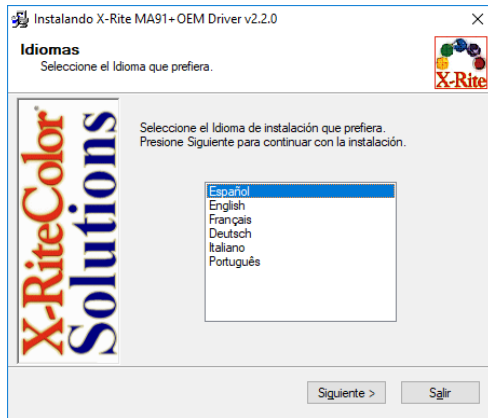 Instalando X-Rite MA91+OEM Driver v2.2.0
Idiomas
Seleccione el Idioma que prefiera.
X-Rite
X-RiteColor
Solutions
Seleccione el Idioma de instalación que prefiera.
Presione Siguiente para continuar con la instalación.
Español
English
Français
Deutsch
Italiano
Português
Siguiente >
Salir